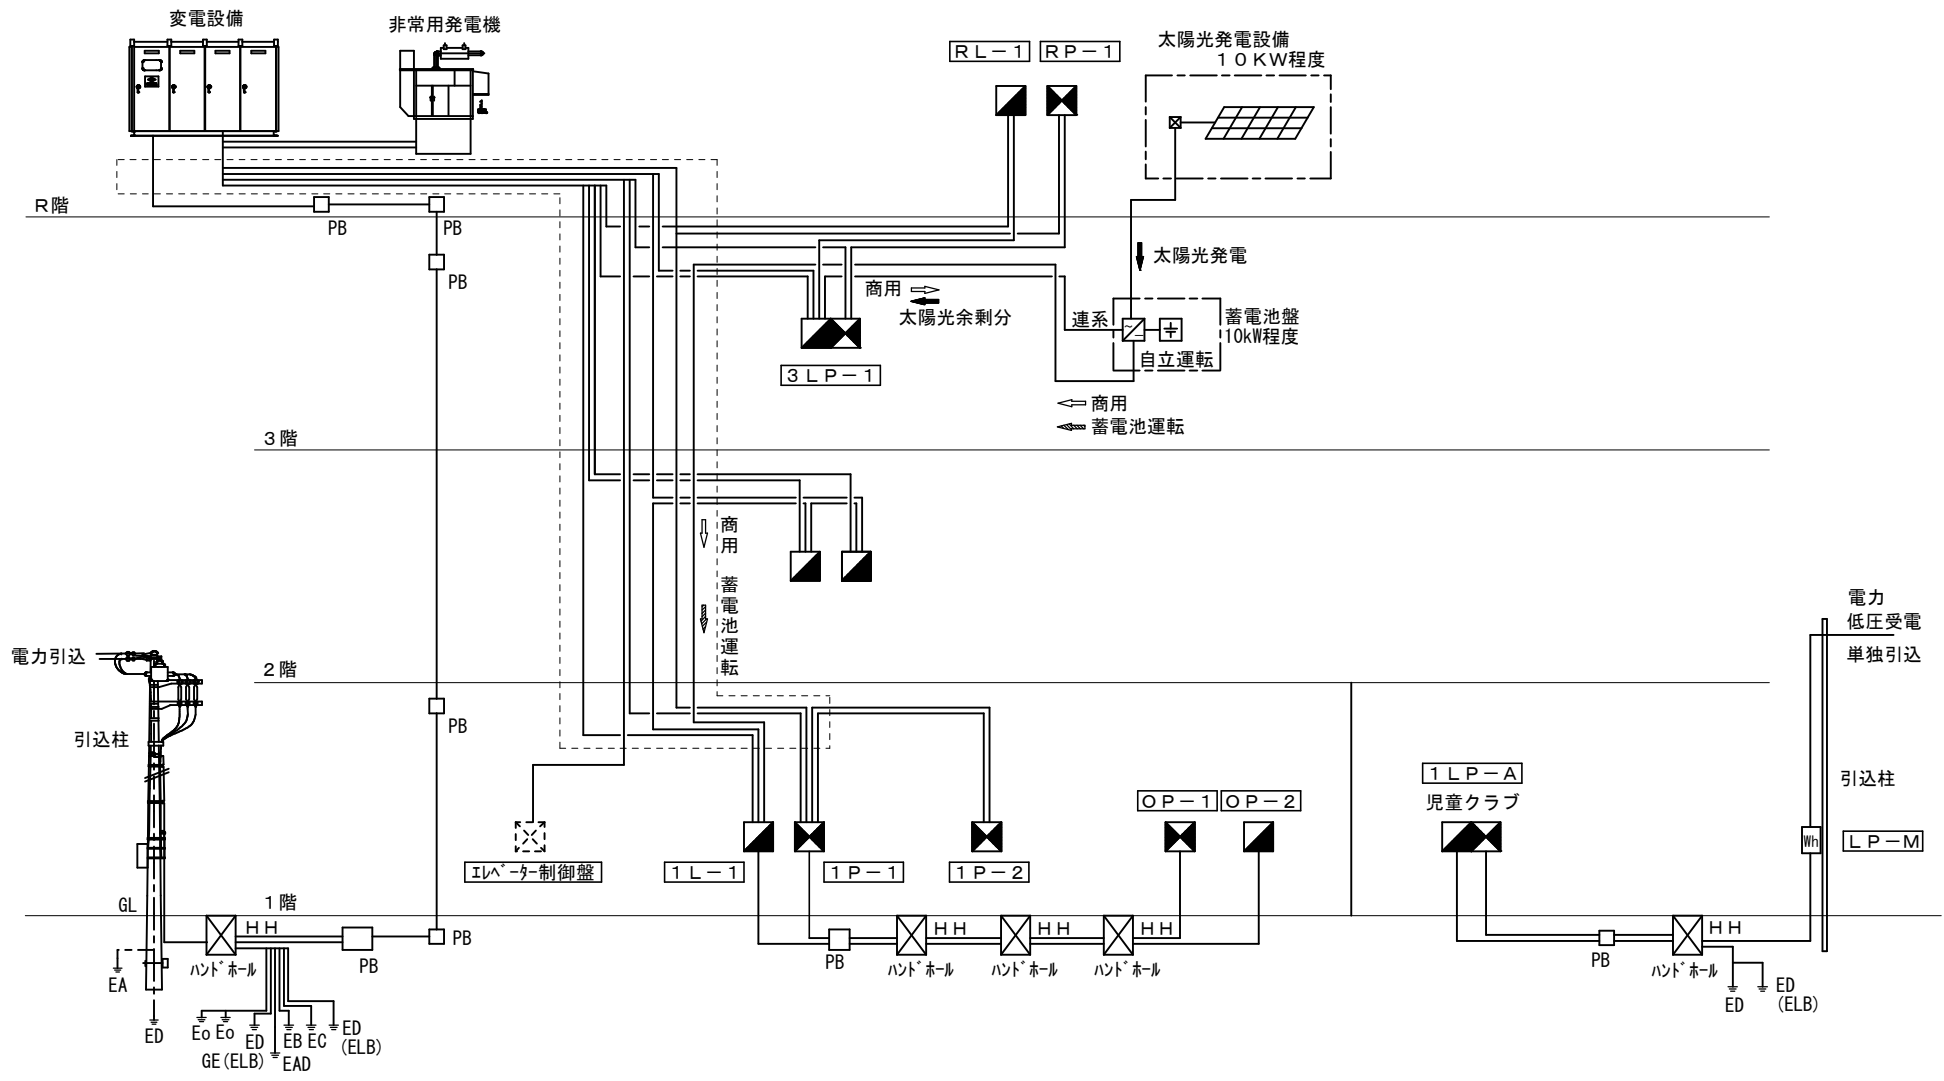 変電設備
非常用発電機
RL－1
RP－1
太陽光発電設備
10KW程度
R階
PB
PB
PB
太陽光発電
商用
太陽光余剰分
連系
蓄電池盤
10kW程度
自立運転
3LP－1
商用
蓄電池運転
3階
商用
蓄電池運転
電力
低圧受電
単独引込
電力引込
2階
PB
引込柱
1LP－A
児童クラブ
引込柱
OP－1
OP－2
Wh
LP－M
エレベーター制御盤
1L－1
1P－1
1P－2
GL
1階
HH
PB
HH
HH
HH
HH
ハンドホール
PB
PB
ハンドホール
ハンドホール
ハンドホール
PB
ハンドホール
EA
ED
Eo
Eo
ED
GE(ELB)
EAD
EB
EC
ED
(ELB)
ED
ED
(ELB)